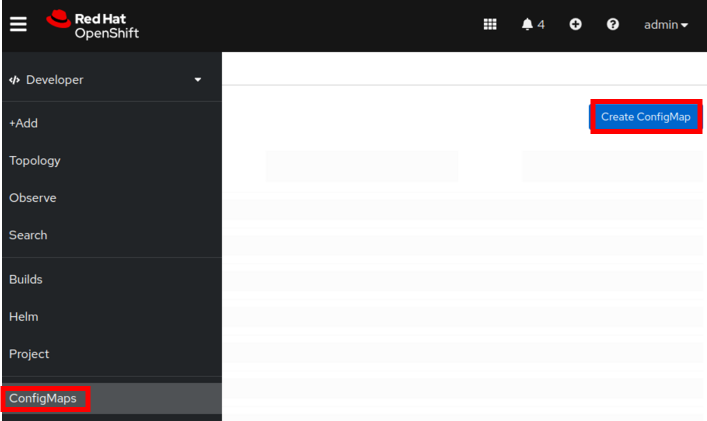 Red Hat
OpenShift
4
admin
Developer
+Add
Topology
Observe
Search
Builds
Helm
Project
ConfigMaps
Create ConfigMap